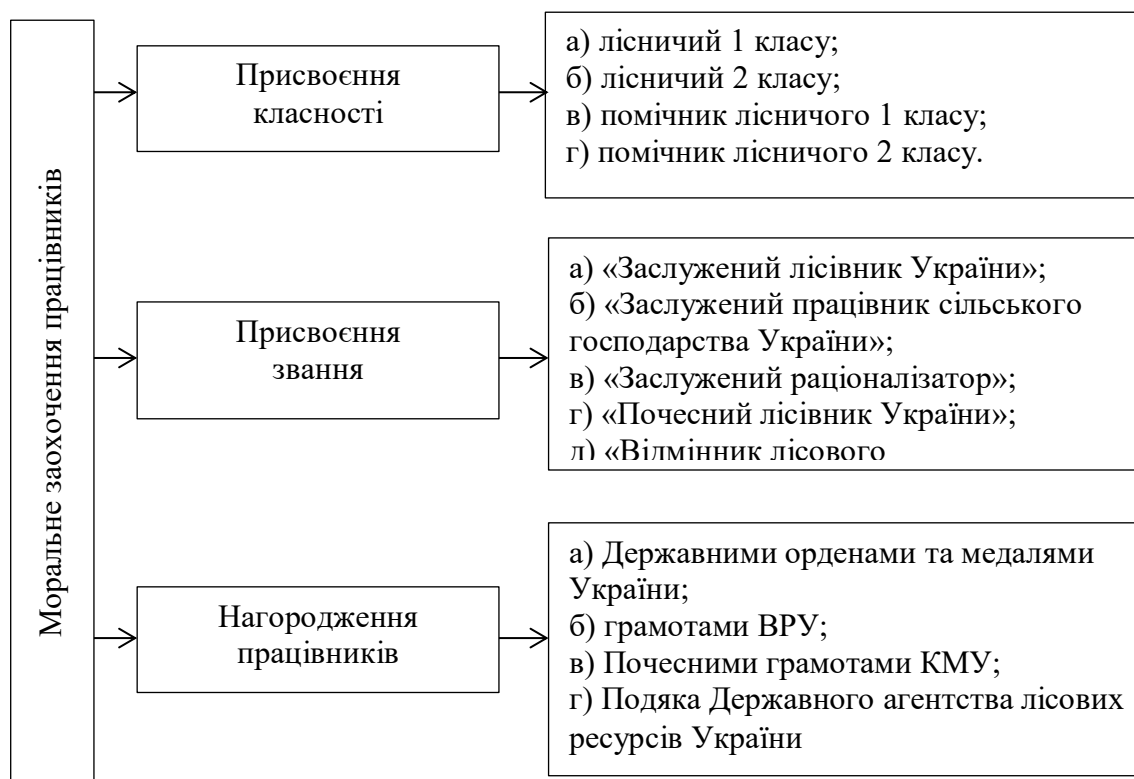 Моральне заохочення працівників
Присвоєння
класності
а) лісничий 1 класу;
б) лісничий 2 класу;
в) помічник лісничого 1 класу;
г) помічник лісничого 2 класу.
Присвоєння
звання
а) «Заслужений лісівник України»;
б) «Заслужений працівник сільського
господарства України»;
в) «Заслужений раціоналізатор»;
г) «Почесний лісівник України»;
д) «Відмінник лісового
Нагородження
працівників
а) Державними орденами та медалями
України;
б) грамотами ВРУ;
в) Почесними грамотами КМУ;
г) Подяка Державного агентства лісових
ресурсів України